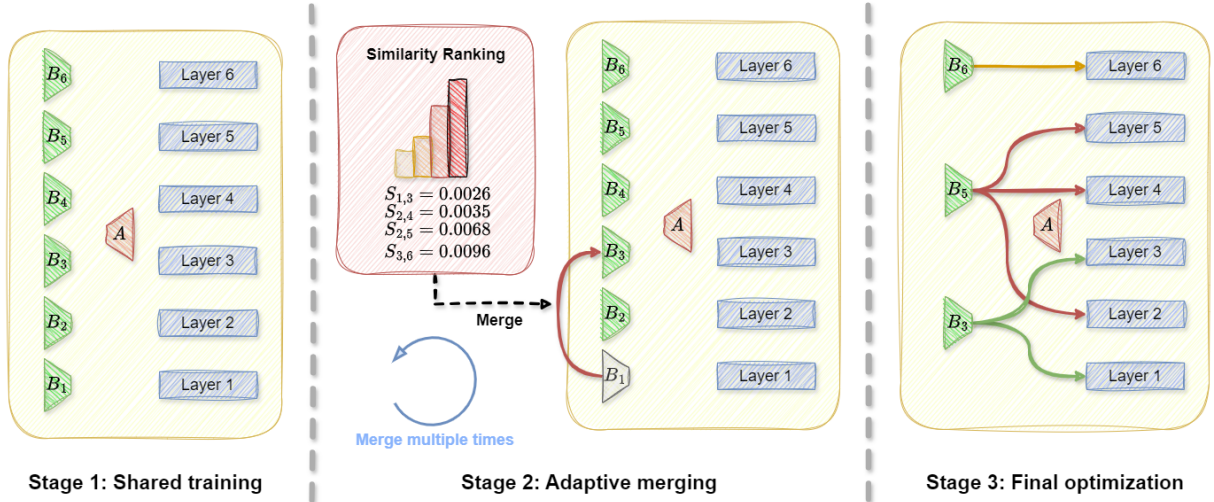 B6
Layer 6
B5
Layer 5
B4
Layer 4
A
B3
Layer 3
B2
Layer 2
B1
Layer 1
Stage 1: Shared training
Similarity Ranking
S1,3 = 0.0026
S2,4 = 0.0035
S2,5 = 0.0068
S3,6 = 0.0096
Merge
Merge multiple times
B6
Layer 6
B5
Layer 5
B4
Layer 4
A
B3
Layer 3
B2
Layer 2
B1
Layer 1
Stage 2: Adaptive merging
B6
Layer 6
Layer 5
B5
Layer 4
A
Layer 3
B3
Layer 2
Layer 1
Stage 3: Final optimization